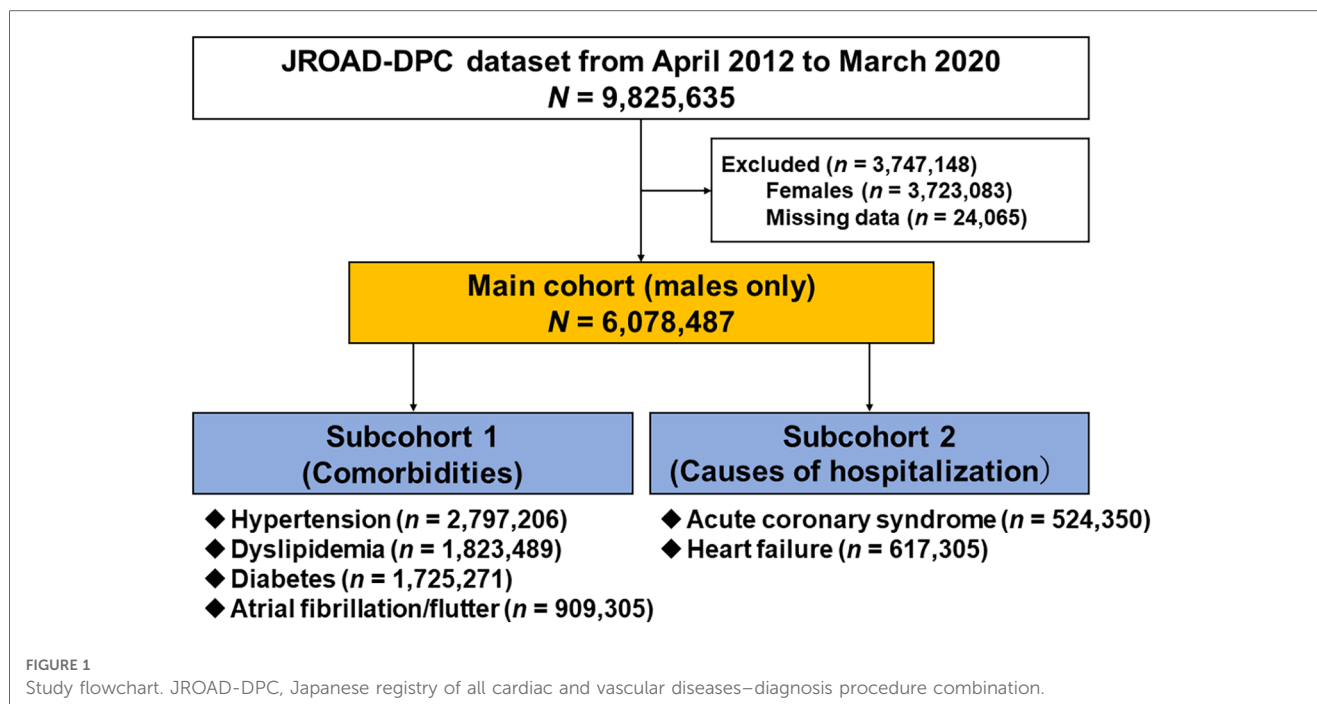 JROAD-DPC dataset from April 2012 to March 2020
N = 9,825,635
Excluded (n = 3,747,148)
Females (n = 3,723,083)
Missing data (n = 24,065)
Main cohort (males only)
N = 6,078,487
Subcohort 1
(Comorbidities)
◆ Hypertension (n = 2,797,206)
◆ Dyslipidemia (n = 1,823,489)
◆ Diabetes (n = 1,725,271)
◆ Atrial fibrillation/flutter (n = 909,305)
Subcohort 2
(Causes of hospitalization）
◆ Acute coronary syndrome (n = 524,350)
◆ Heart failure (n = 617,305)
FIGURE 1
Study flowchart. JROAD-DPC, Japanese registry of all cardiac and vascular diseases–diagnosis procedure combination.